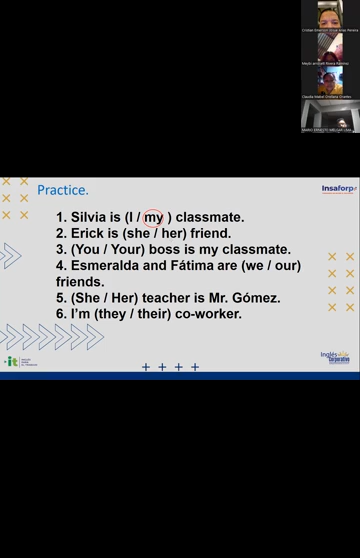 Practice.
Insaforp
1. Silvia is (I / my ) classmate.
2. Erick is (she / her) friend.
3. (You / Your) boss is my classmate.
4. Esmeralda and Fátima are (we / our)
friends.
5. (She / Her) teacher is Mr. Gómez.
6. I'm (they / their) co-worker.
it
Inglés
Corporativo